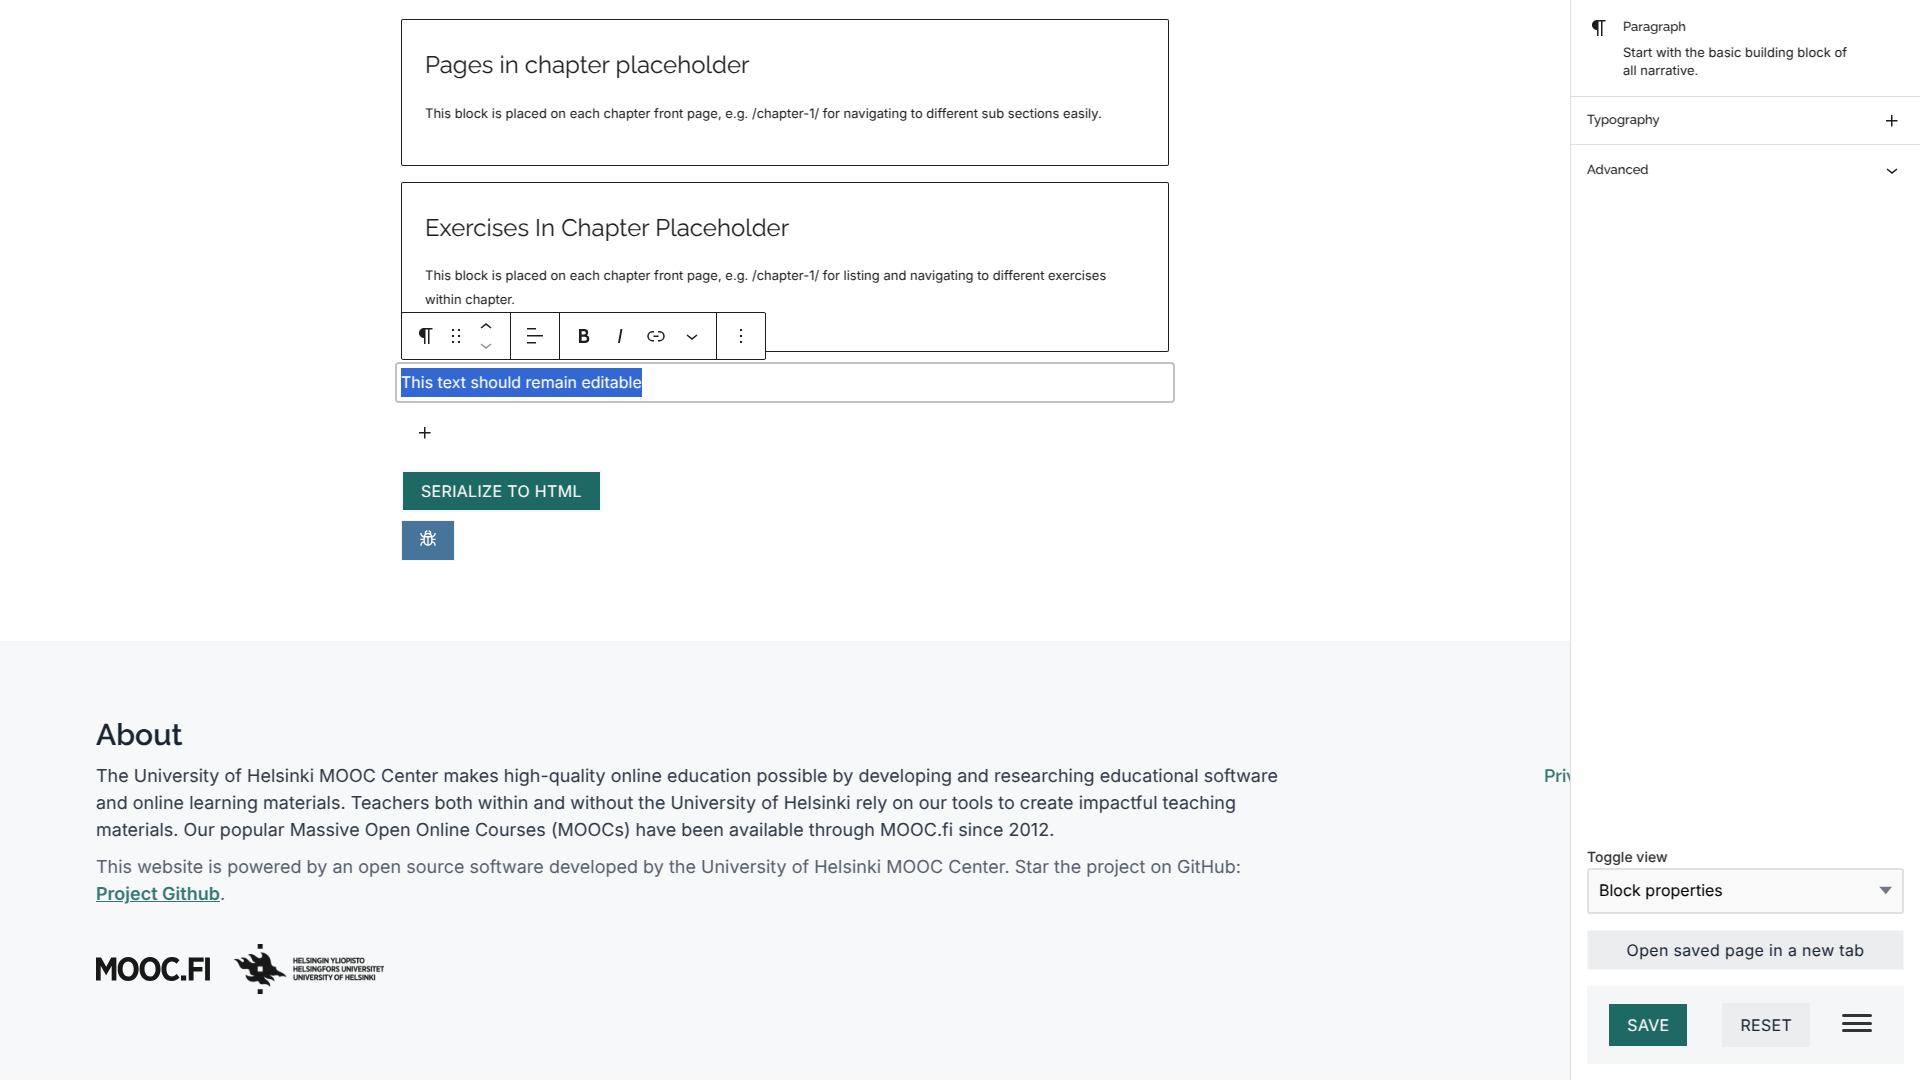 Pages in chapter placeholder
This block is placed on each chapter front page, e.g. /chapter-1/ for navigating to different sub sections easily.
Exercises In Chapter Placeholder
This block is placed on each chapter front page, e.g. /chapter-1/ for listing and navigating to different exercises
within chapter.
B I
This text should remain editable
SERIALIZE TO HTML
About
The University of Helsinki MOOC Center makes high-quality online education possible by developing and researching educational software
and online learning materials. Teachers both within and without the University of Helsinki rely on our tools to create impactful teaching
materials. Our popular Massive Open Online Courses (MOOCs) have been available through MOOC.fi since 2012.
This website is powered by an open source software developed by the University of Helsinki MOOC Center. Star the project on GitHub:
Project Github.
MOOC.FI
HELSINGIN YLIOPISTO
HELSINGFORS UNIVERSITET
UNIVERSITY OF HELSINKI
Priv
Paragraph
Start with the basic building block of
all narrative.
Typography
Advanced
Toggle view
Block properties
Open saved page in a new tab
SAVE
RESET